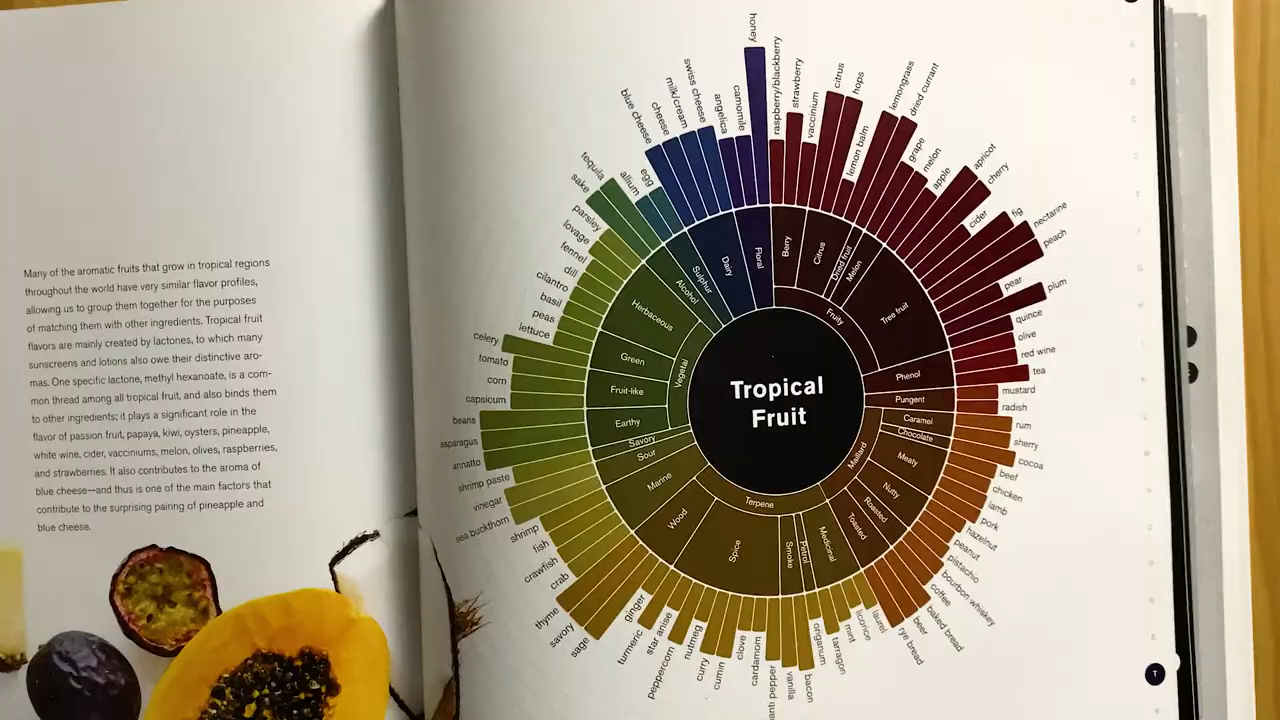 Many of the aromatic fruits that grow in tropical regions
throughout the world have very similar flavor profiles,
allowing us to group them together for the purposes
of matching them with other ingredients. Tropical fruit
flavors are mainly created by lactones, to which many
sunscreens and lotions also owe their distinctive aro-
mas. One specific lactone, methyl hexanoate, is a com-
mon thread among all tropical fruit, and also binds them
to other ingredients; it plays a significant role in the
flavor of passion fruit, papaya, kiwi, oysters, pineapple,
white wine, cider, vacciniums, melon, olives, raspberries,
and strawberries. It also contributes to the aroma of
blue cheese—and thus is one of the main factors that
contribute to the surprising pairing of pineapple and
blue cheese.
Tropical
Fruit
Fruity
Phenol
Pungent
Maillard
Terpene
Marine
Sour
Savory
Vegetal
Alcohol
Sulphur
Dairy
Floral
Berry
Citrus
Dried fruit
Melon
Tree fruit
Caramel
Chocolate
Meaty
Nutty
Roasted
Toasted
Medicinal
Petrol
Smoke
Spice
Wood
Earthy
Fruit-like
Green
Herbaceous
honey
raspberry/blackberry
strawberry
vaccinium
citrus
hops
lemon balm
lemongrass
dried currant
grape
melon
apple
apricot
cherry
cider
fig
nectarine
peach
pear
plum
quince
olive
red wine
tea
mustard
radish
rum
sherry
cocoa
beef
chicken
lamb
pork
hazelnut
peanut
pistachio
bourbon whiskey
coffee
baked bread
beer
rye bread
laurel
licorice
mint
tarragon
origanum
bacon
vanilla
pepper
cardamom
clove
cumin
curry
nutmeg
peppercorn
star anise
turmeric
ginger
sage
savory
thyme
crab
crawfish
fish
shrimp
sea buckthorn
vinegar
shrimp paste
annatto
asparagus
beans
capsicum
corn
tomato
celery
lettuce
peas
basil
cilantro
dill
fennel
lovage
parsley
sake
tequila
allium
egg
blue cheese
cheese
milk/cream
swiss cheese
angelica
camomile
T